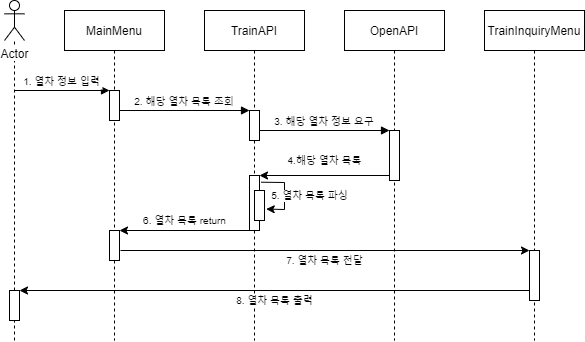 MainMenu
TrainAPI
OpenAPI
TrainInquiryMenu
Actor
1. 열차 정보 입력
2. 해당 열차 목록 조회
3. 해당 열차 정보 요구
4.해당 열차 목록
5. 열차 목록 파싱
6. 열차 목록 return
7. 열차 목록 전달
8. 열차 목록 출력